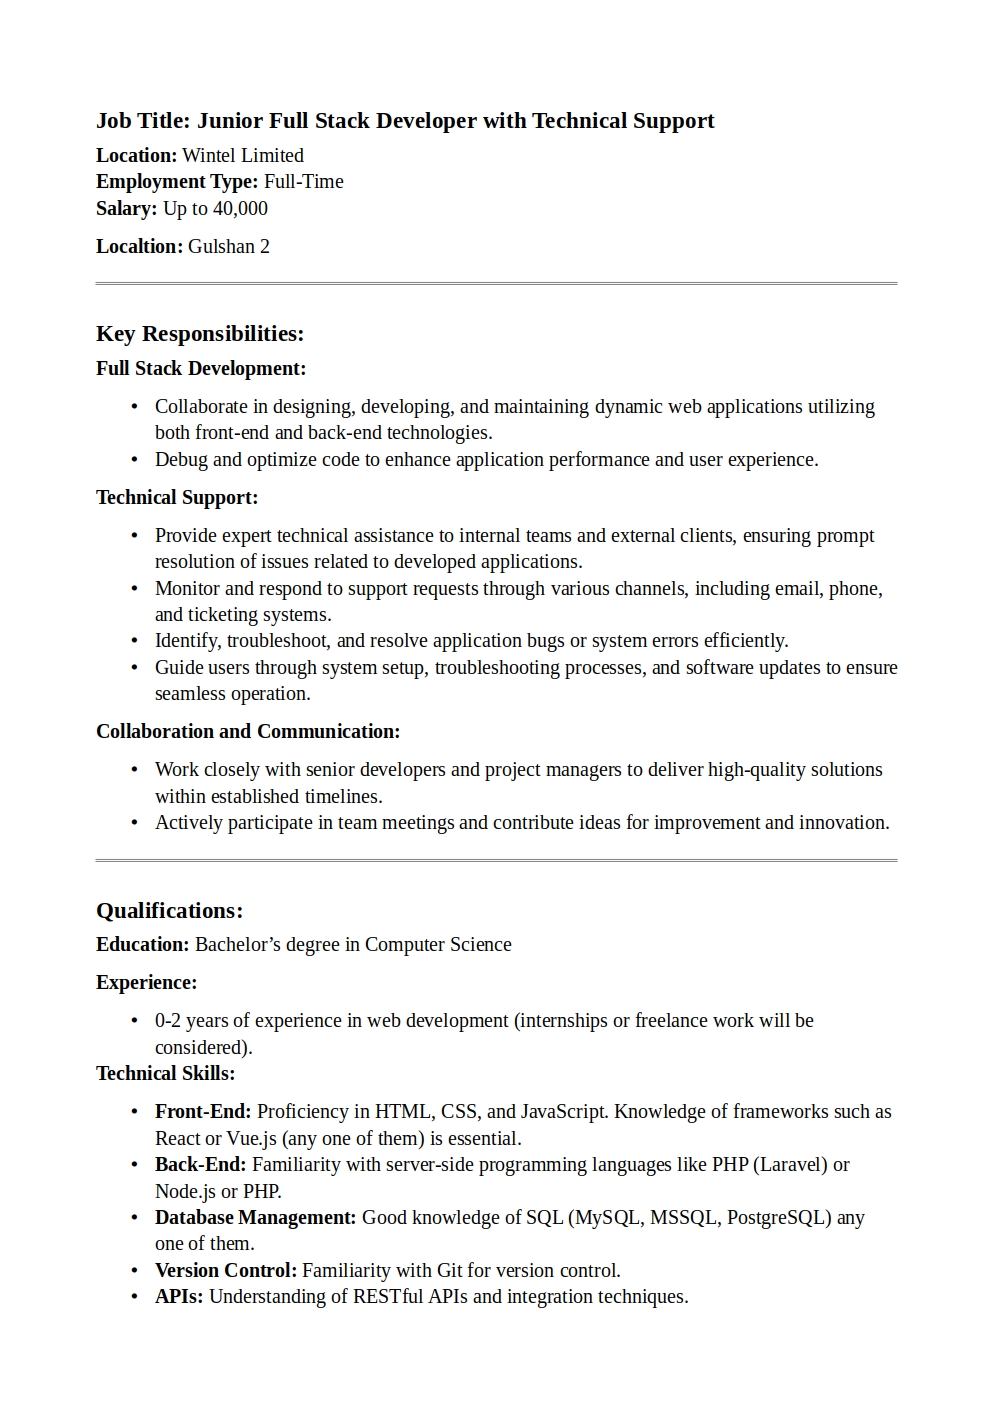 Job Title: Junior Full Stack Developer with Technical Support
Location: Wintel Limited
Employment Type: Full-Time
Salary: Up to 40,000
Localtion: Gulshan 2
Key Responsibilities:
Full Stack Development:
• Collaborate in designing, developing, and maintaining dynamic web applications utilizing
both front-end and back-end technologies.
• Debug and optimize code to enhance application performance and user experience.
Technical Support:
• Provide expert technical assistance to internal teams and external clients, ensuring prompt
resolution of issues related to developed applications.
• Monitor and respond to support requests through various channels, including email, phone,
and ticketing systems.
• Identify, troubleshoot, and resolve application bugs or system errors efficiently.
• Guide users through system setup, troubleshooting processes, and software updates to ensure
seamless operation.
Collaboration and Communication:
• Work closely with senior developers and project managers to deliver high-quality solutions
within established timelines.
• Actively participate in team meetings and contribute ideas for improvement and innovation.
Qualifications:
Education: Bachelor’s degree in Computer Science
Experience:
• 0-2 years of experience in web development (internships or freelance work will be
considered).
Technical Skills:
• Front-End: Proficiency in HTML, CSS, and JavaScript. Knowledge of frameworks such as
React or Vue.js (any one of them) is essential.
• Back-End: Familiarity with server-side programming languages like PHP (Laravel) or
Node.js or PHP.
• Database Management: Good knowledge of SQL (MySQL, MSSQL, PostgreSQL) any
one of them.
• Version Control: Familiarity with Git for version control.
• APIs: Understanding of RESTful APIs and integration techniques.